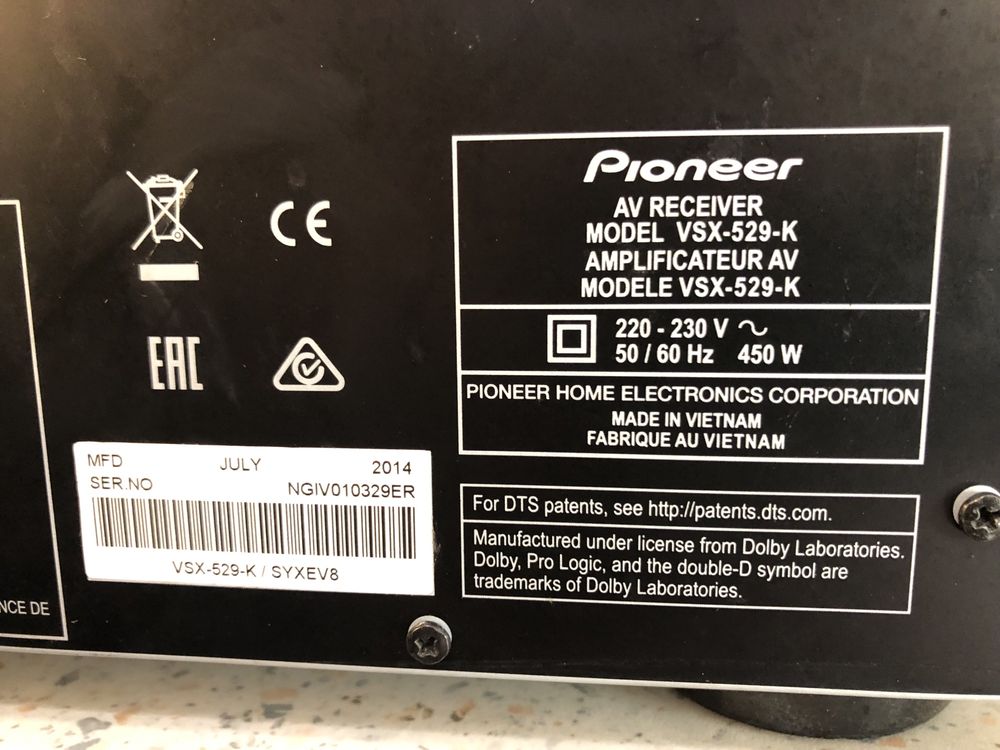 Pioneer
AV RECEIVER
MODEL VSX-529-K
AMPLIFICATEUR AV
MODELE VSX-529-K
220 - 230 V ~
50 / 60 Hz 450 W
PIONEER HOME ELECTRONICS CORPORATION
MADE IN VIETNAM
FABRIQUE AU VIETNAM
For DTS patents, see http://patents.dts.com.
Manufactured under license from Dolby Laboratories.
Dolby, Pro Logic, and the double-D symbol are
trademarks of Dolby Laboratories.
CE
EAC
MFD JULY 2014
SER.NO NGIV010329ER
VSX-529-K / SYXEV8
DE